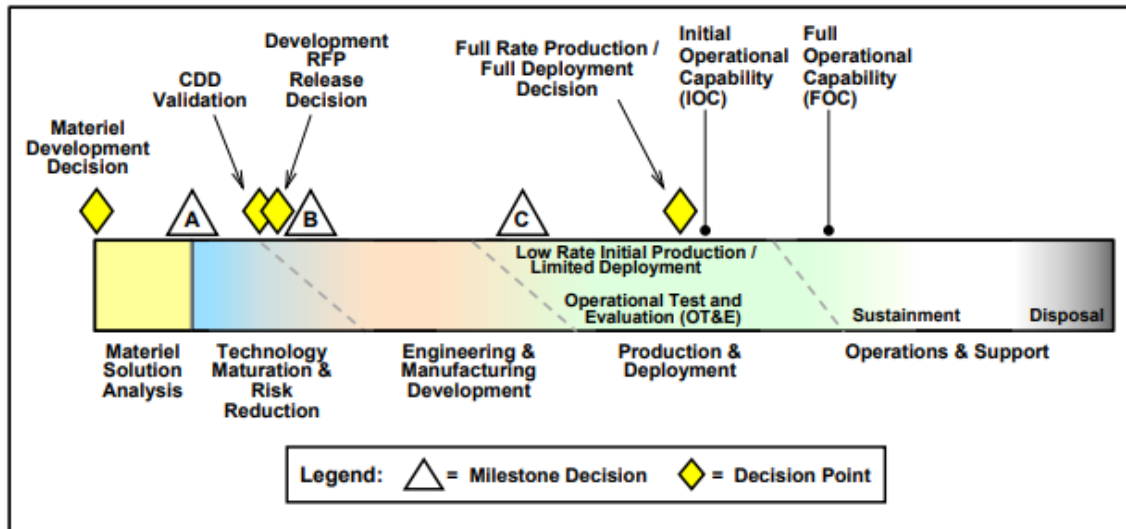 Materiel
Development
Decision
CDD
Validation
Development
RFP
Release
Decision
Full Rate Production /
Full Deployment
Decision
Initial
Operational
Capability
(IOC)
Full
Operational
Capability
(FOC)
A
B
C
Low Rate Initial Production /
Limited Deployment
Operational Test and
Evaluation (OT&E)
Sustainment
Disposal
Materiel
Solution
Analysis
Technology
Maturation &
Risk
Reduction
Engineering &
Manufacturing
Development
Production &
Deployment
Operations & Support
Legend: = Milestone Decision = Decision Point